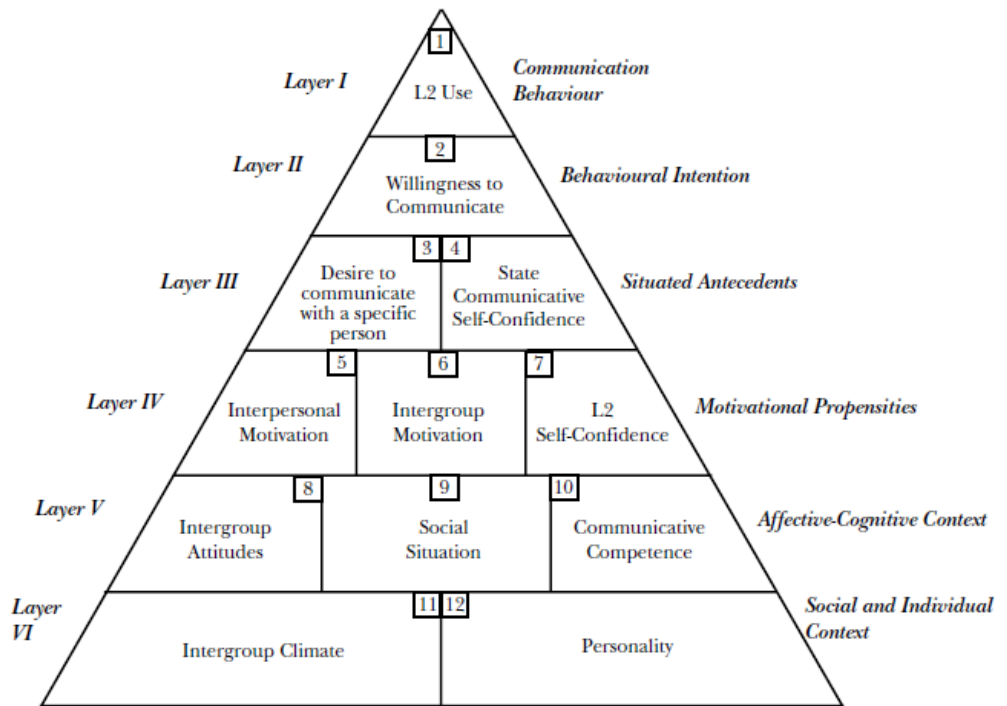 1
Layer I
L2 Use
Communication
Behaviour
2
Layer II
Willingness to
Communicate
Behavioural Intention
3 4
Layer III
Desire to
communicate
with a specific
person
State
Communicative
Self-Confidence
Situated Antecedents
5 6 7
Layer IV
Interpersonal
Motivation
Intergroup
Motivation
L2
Self-Confidence
Motivational Propensities
8 9 10
Layer V
Intergroup
Attitudes
Social
Situation
Communicative
Competence
Affective-Cognitive Context
11 12
Layer
VI
Intergroup Climate
Personality
Social and Individual
Context